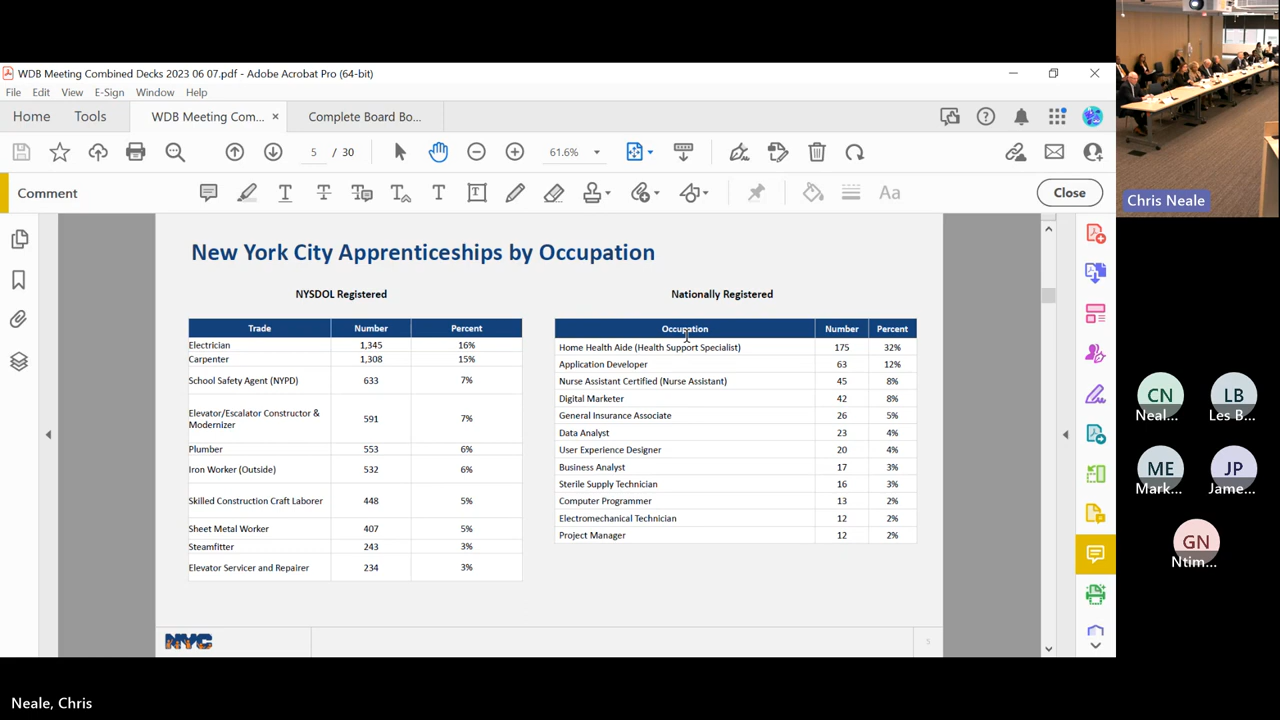 WDB Meeting Combined Decks 2023 06 07.pdf - Adobe Acrobat Pro (64-bit)
File Edit View E-Sign Window Help
Home Tools WDB Meeting Com... × Complete Board Bo...
5 / 30 61.6%
Comment Aa Close
New York City Apprenticeships by Occupation
NYSDOL Registered
Trade Number Percent
Electrician 1,345 16%
Carpenter 1,308 15%
School Safety Agent (NYPD) 633 7%
Elevator/Escalator Constructor &
Modernizer 591 7%
Plumber 553 6%
Iron Worker (Outside) 532 6%
Skilled Construction Craft Laborer 448 5%
Sheet Metal Worker 407 5%
Steamfitter 243 3%
Elevator Servicer and Repairer 234 3%
Nationally Registered
Occupation Number Percent
Home Health Aide (Health Support Specialist) 175 32%
Application Developer 63 12%
Nurse Assistant Certified (Nurse Assistant) 45 8%
Digital Marketer 42 8%
General Insurance Associate 26 5%
Data Analyst 23 4%
User Experience Designer 20 4%
Business Analyst 17 3%
Sterile Supply Technician 16 3%
Computer Programmer 13 2%
Electromechanical Technician 12 2%
Project Manager 12 2%
NYC
5
Chris Neale
CN LB
Neal... Les B...
ME JP
Mark... Jame...
GN
Ntim...
Neale, Chris